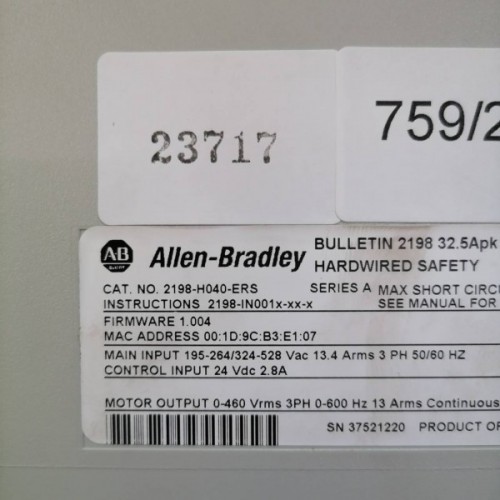 23717
759/2
AB
Allen-Bradley
BULLETIN 2198 32.5Apk
HARDWIRED SAFETY
CAT. NO. 2198-H040-ERS
SERIES A MAX SHORT CIRCU
INSTRUCTIONS 2198-IN001x-xx-x
SEE MANUAL FOR
FIRMWARE 1.004
MAC ADDRESS 00:1D:9C:B3:E1:07
MAIN INPUT 195-264/324-528 Vac 13.4 Arms 3 PH 50/60 HZ
CONTROL INPUT 24 Vdc 2.8A
MOTOR OUTPUT 0-460 Vrms 3PH 0-600 Hz 13 Arms Continuous
SN 37521220 PRODUCT OF